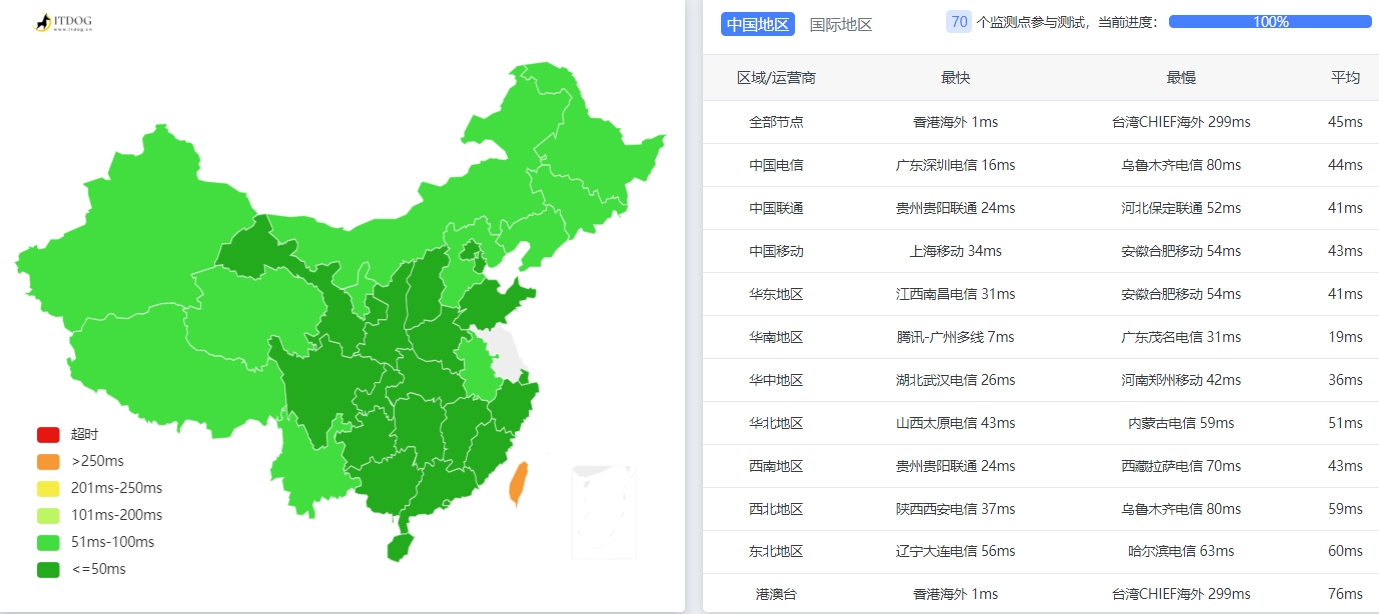 ITDOG
www.itdog.cn
超时
>250ms
201ms-250ms
101ms-200ms
51ms-100ms
<=50ms
中国地区 国际地区 70 个监测点参与测试，当前进度： 100%
区域/运营商 最快 最慢 平均
全部节点 香港海外 1ms 台湾CHIEF海外 299ms 45ms
中国电信 广东深圳电信 16ms 乌鲁木齐电信 80ms 44ms
中国联通 贵州贵阳联通 24ms 河北保定联通 52ms 41ms
中国移动 上海移动 34ms 安徽合肥移动 54ms 43ms
华东地区 江西南昌电信 31ms 安徽合肥移动 54ms 41ms
华南地区 腾讯-广州多线 7ms 广东茂名电信 31ms 19ms
华中地区 湖北武汉电信 26ms 河南郑州移动 42ms 36ms
华北地区 山西太原电信 43ms 内蒙古电信 59ms 51ms
西南地区 贵州贵阳联通 24ms 西藏拉萨电信 70ms 43ms
西北地区 陕西西安电信 37ms 乌鲁木齐电信 80ms 59ms
东北地区 辽宁大连电信 56ms 哈尔滨电信 63ms 60ms
港澳台 香港海外 1ms 台湾CHIEF海外 299ms 76ms